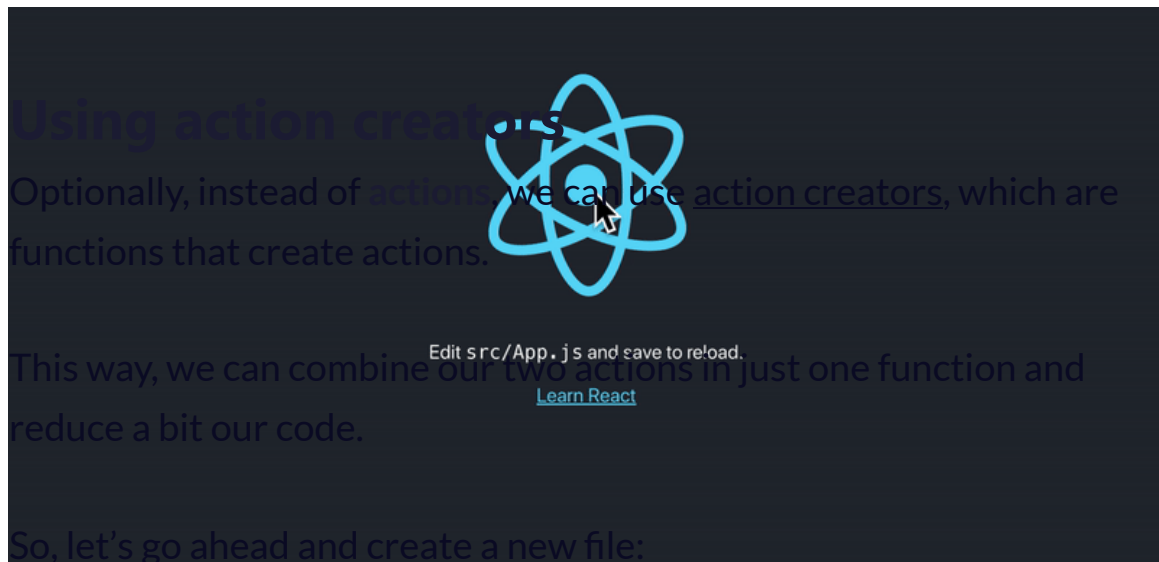 Using action creators
Optionally, instead of actions, we can use action creators, which are
functions that create actions.
Edit src/App.js and save to reload.
This way, we can combine our two actions in just one function and
Learn React
reduce a bit our code.
So, let’s go ahead and create a new file: